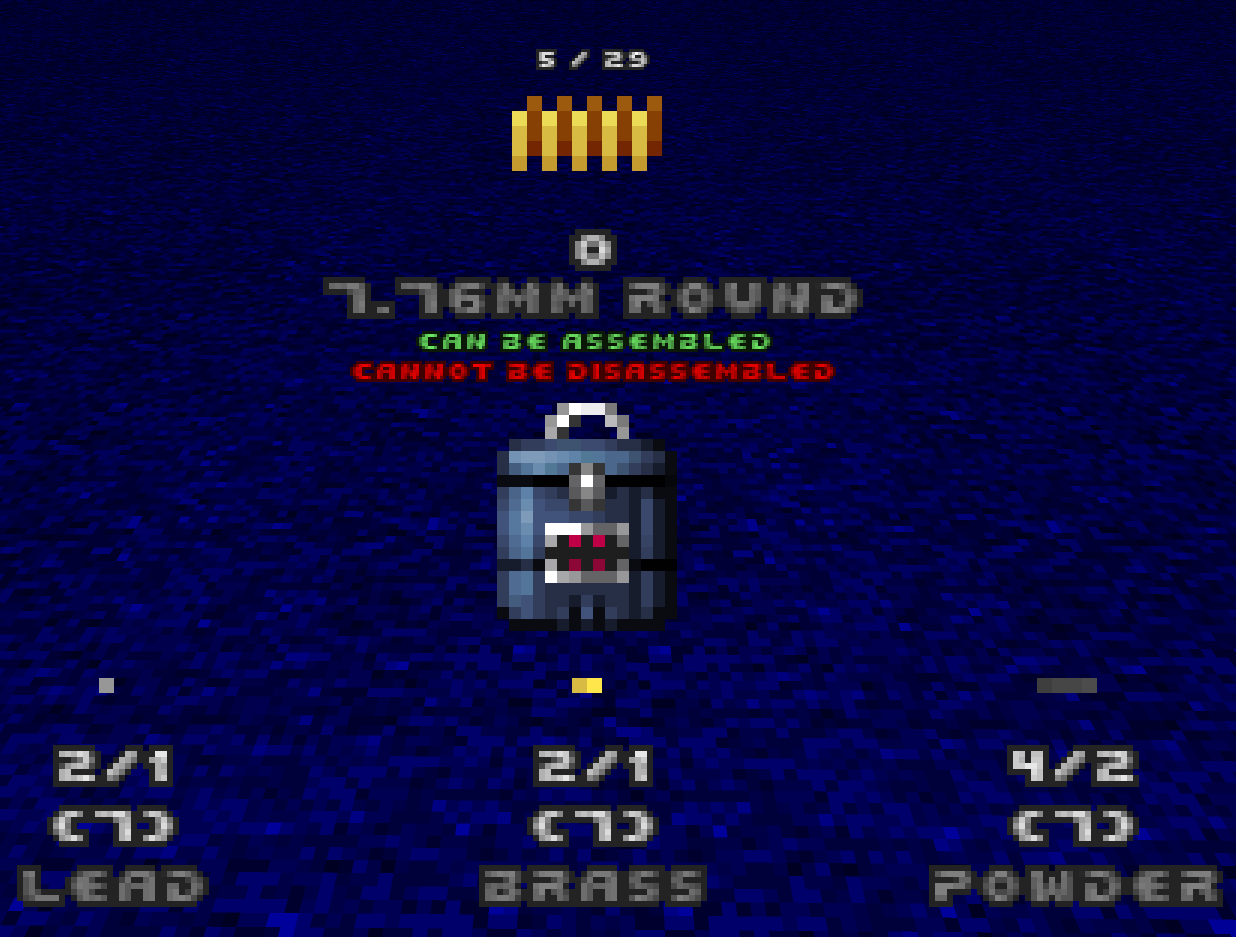 5 / 29
0
7.76MM ROUND
CAN BE ASSEMBLED
CANNOT BE DISASSEMBLED
2/1 2/1 4/2
(7) (7) (7)
LEAD BRASS POWDER